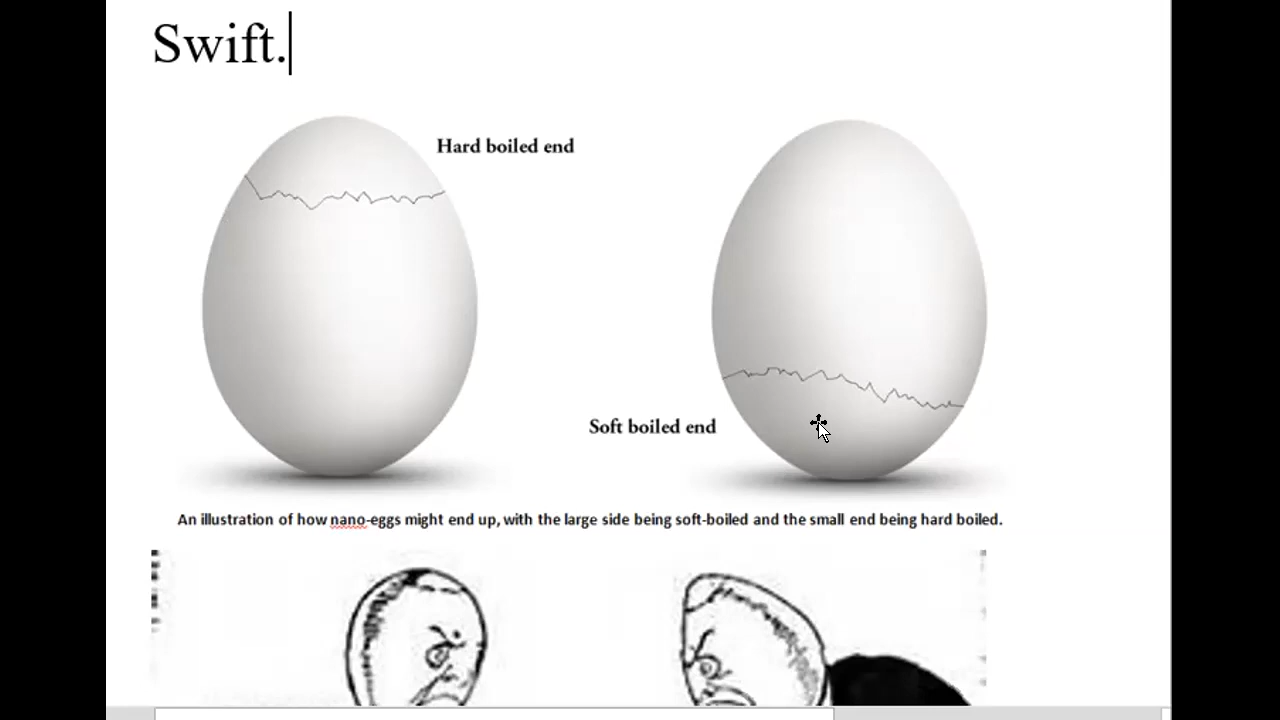 Swift.
Hard boiled end
Soft boiled end
An illustration of how nano-eggs might end up, with the large side being soft-boiled and the small end being hard boiled.